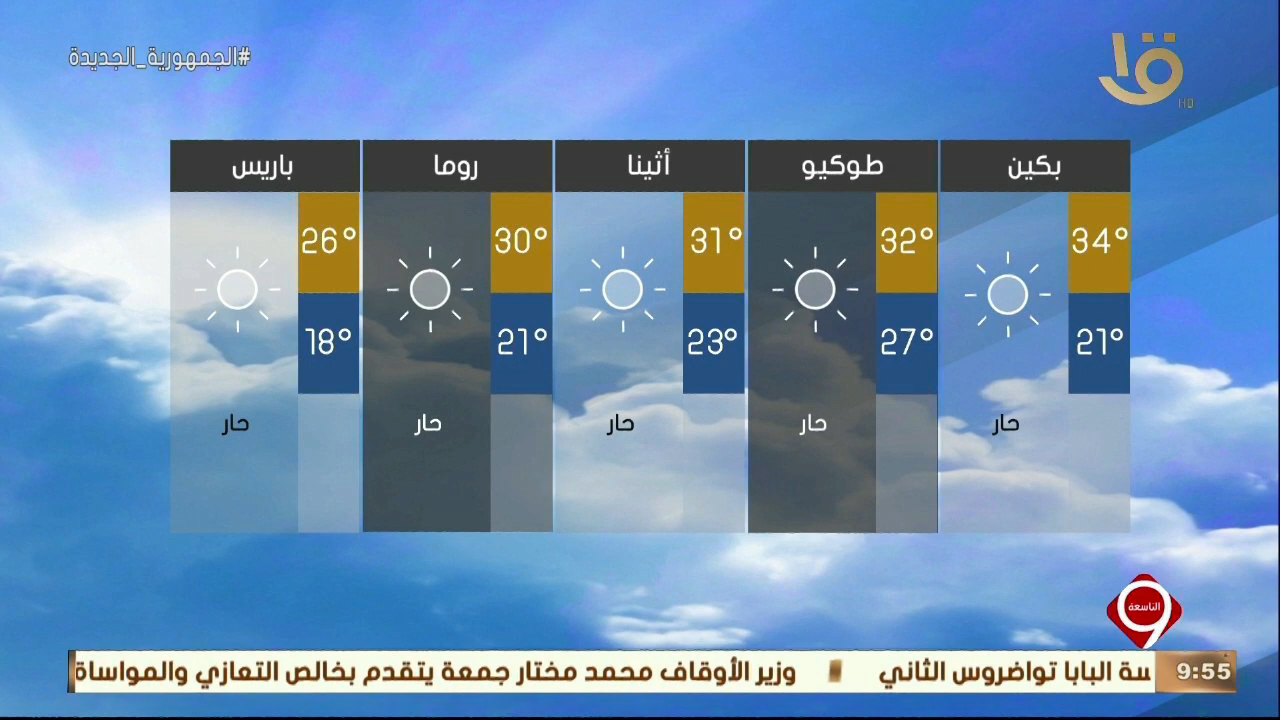 #الجمهورية_الجديدة
HD
بكين
34°
21°
حار
طوكيو
32°
27°
حار
أثينا
31°
23°
حار
روما
30°
21°
حار
باريس
26°
18°
حار
التاسعة
9
9:55
سة البابا تواضروس الثاني
وزير الأوقاف محمد مختار جمعة يتقدم بخالص التعازي والمواساة